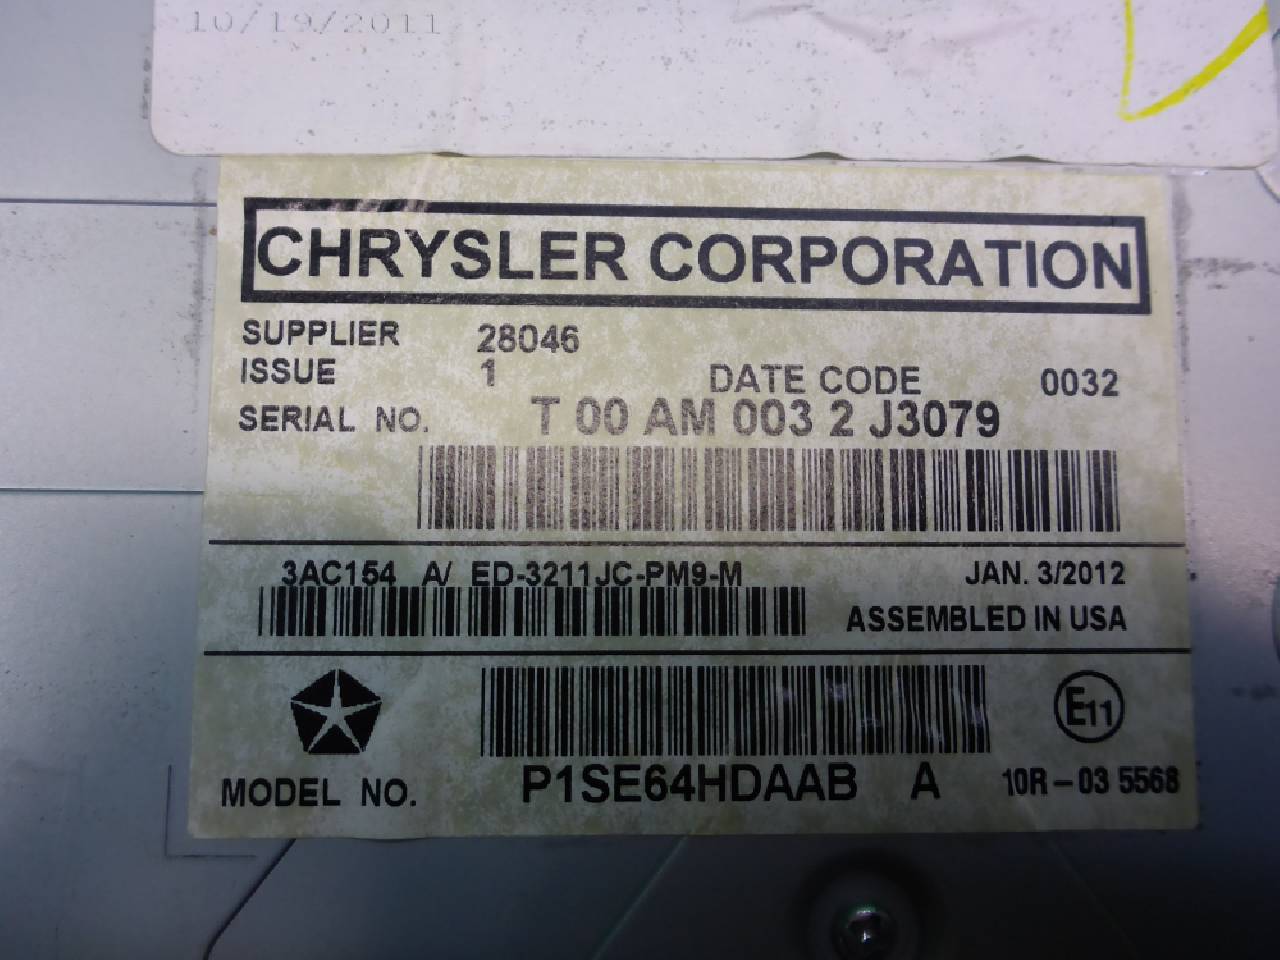 10/19/2011
CHRYSLER CORPORATION
SUPPLIER 28046
ISSUE 1 DATE CODE 0032
SERIAL NO. T 00 AM 003 2 J3079
3AC154 A/ ED-3211JC-PM9-M JAN. 3/2012
ASSEMBLED IN USA
E11
MODEL NO. P1SE64HDAAB A 10R-03 5568